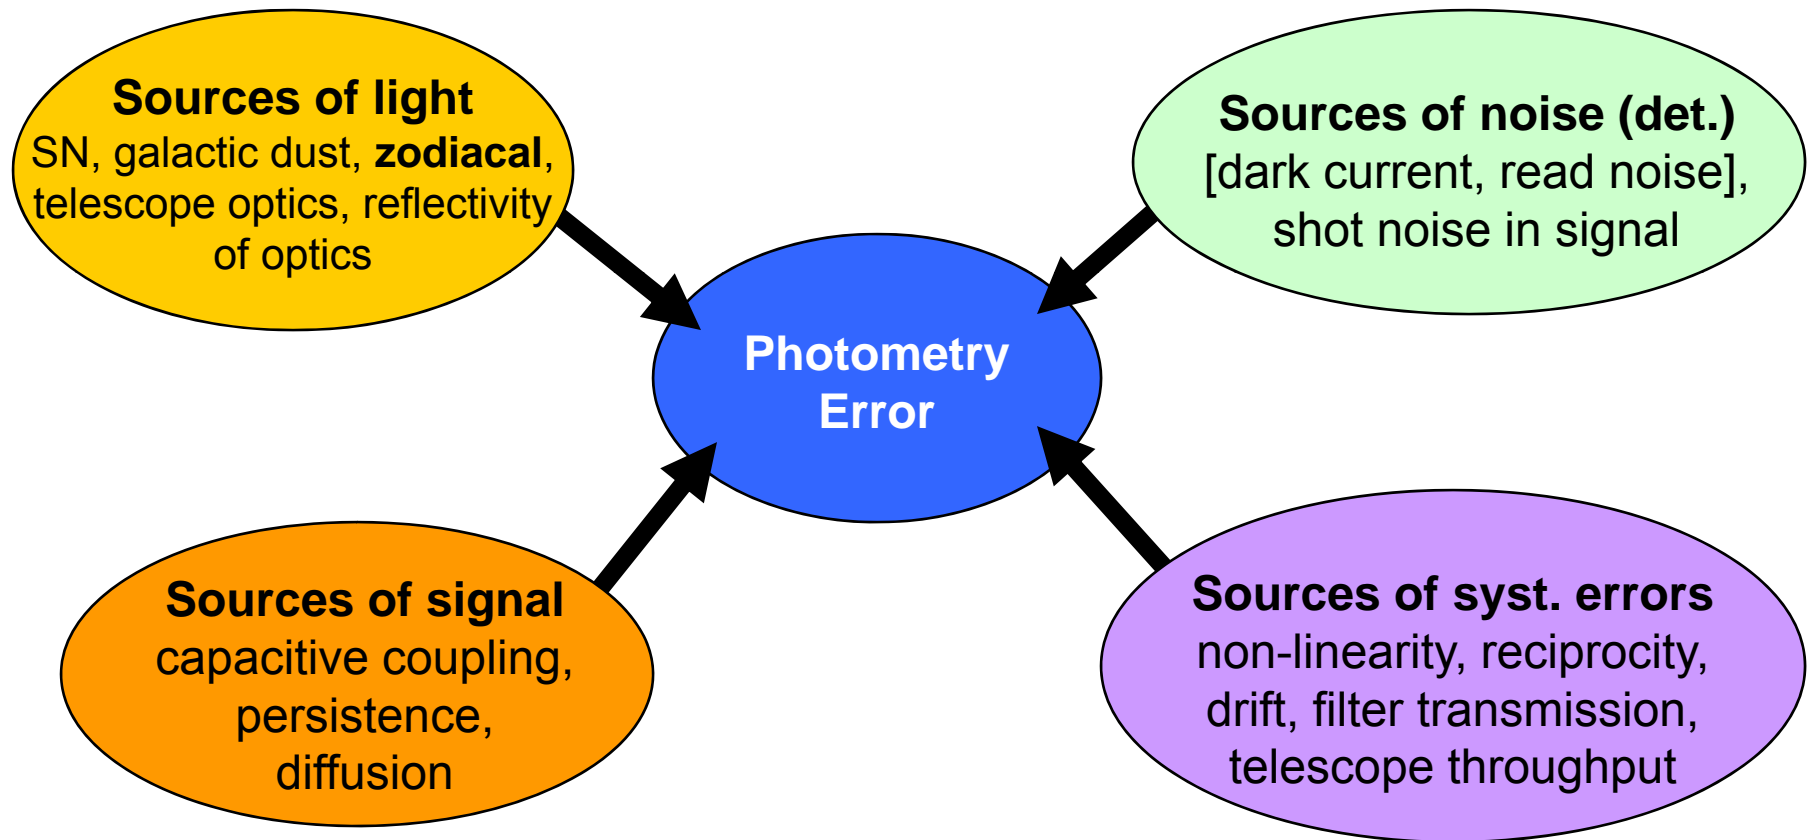 Sources of light
SN, galactic dust, zodiacal,
telescope optics, reflectivity
of optics
Sources of noise (det.)
[dark current, read noise],
shot noise in signal
Photometry
Error
Sources of signal
capacitive coupling,
persistence,
diffusion
Sources of syst. errors
non-linearity, reciprocity,
drift, filter transmission,
telescope throughput